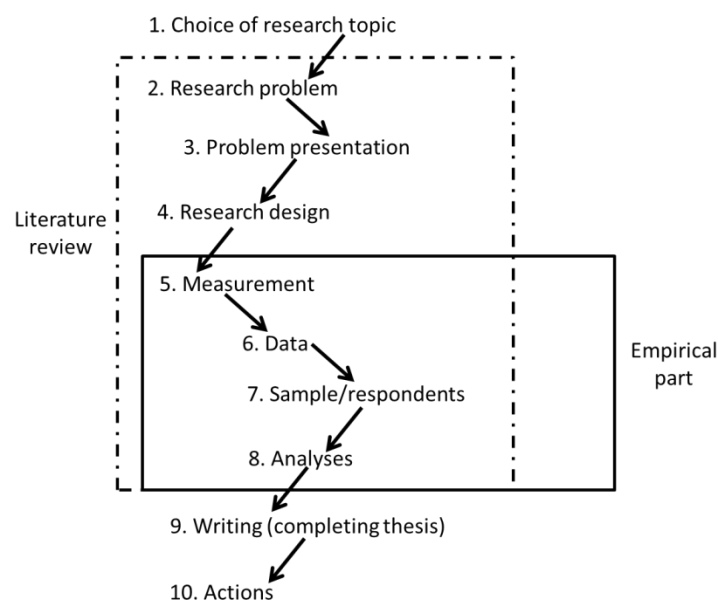 1. Choice of research topic
2. Research problem
3. Problem presentation
4. Research design
Literature
review
5. Measurement
6. Data
Empirical
part
7. Sample/respondents
8. Analyses
9. Writing (completing thesis)
10. Actions